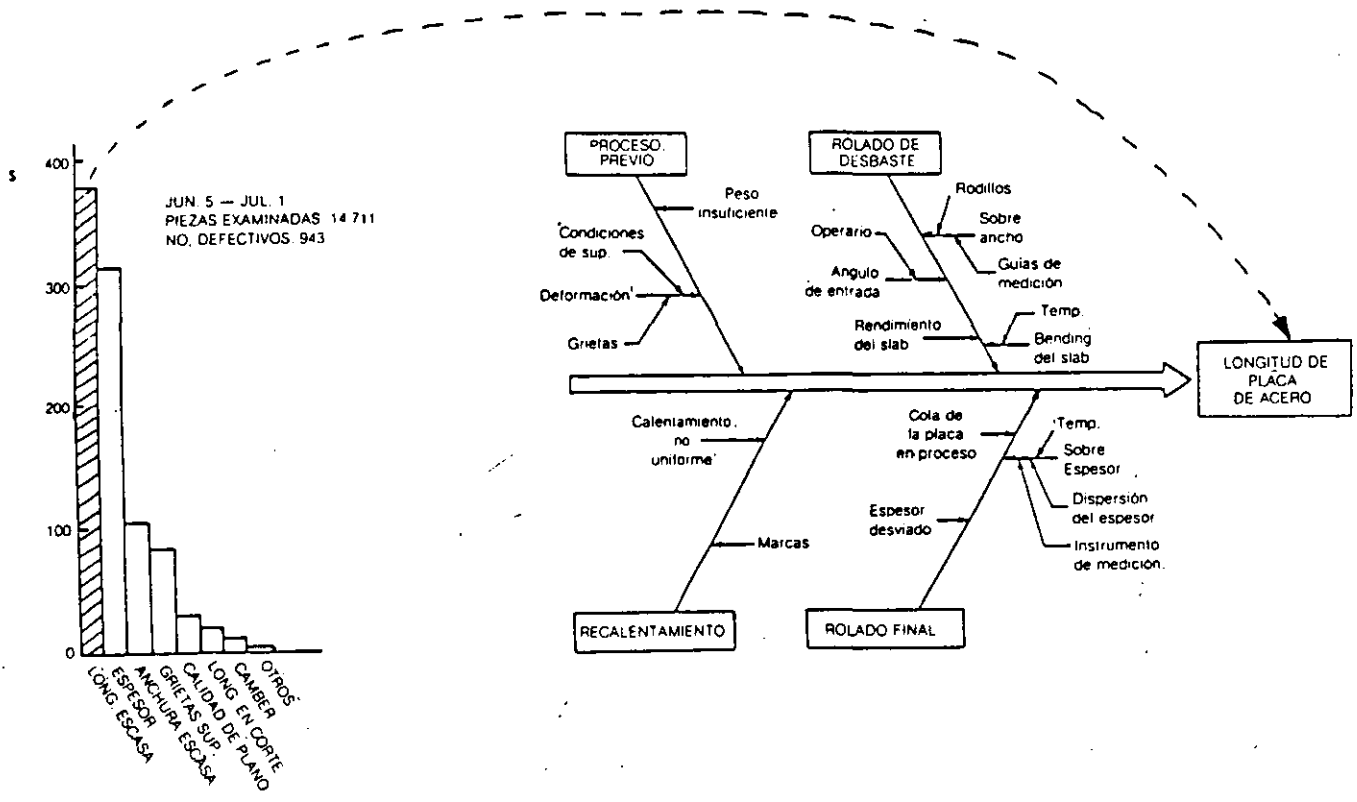 $
400
300
200
100
0
JUN. 5 — JUL. 1
PIEZAS EXAMINADAS 14 711
NO, DEFECTIVOS. 943
LONG. ESCASA
ESPESOR
ANCHURA ESCASA
GRIETAS SUP.
CALIDAD DE PLANO
LONG. EN CORTE
CAMBER
OTROS
PROCESO.
PREVIO
Peso
insuficiente
Condiciones
de sup.
Deformación
Grietas
ROLADO DE
DESBASTE
Rodillos
Sobre
ancho
Guías de
medición
Operario
Angulo
de entrada
Rendimiento
del slab
Temp.
Bending
del slab
LONGITUD DE
PLACA
DE ACERO
Calentamiento
no
uniforme
Marcas
RECALENTAMIENTO
Cola de
la placa
en proceso
Temp.
Sobre
Espesor
Dispersión
del espesor
Instrumento
de medición.
Espesor
desviado
ROLADO FINAL